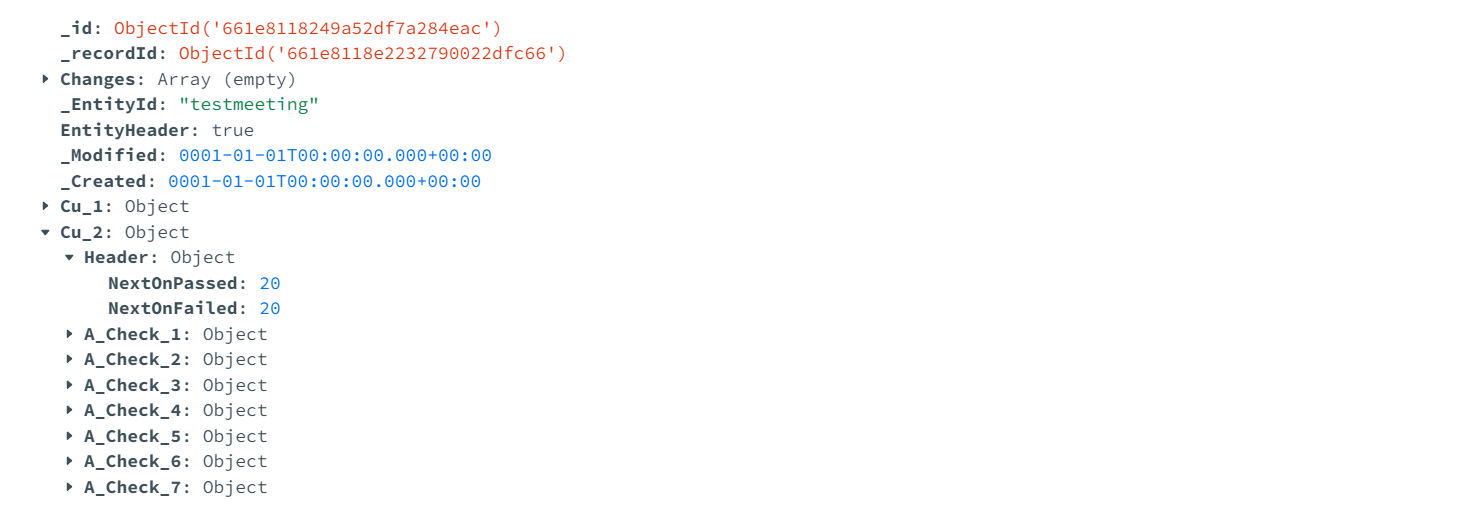 _id: ObjectId('661e8118249a52df7a284eac')
_recordId: ObjectId('661e8118e2232790022dfc66')
Changes: Array (empty)
_EntityId: "testmeeting"
EntityHeader: true
_Modified: 0001-01-01T00:00:00.000+00:00
_Created: 0001-01-01T00:00:00.000+00:00
Cu_1: Object
Cu_2: Object
Header: Object
NextOnPassed: 20
NextOnFailed: 20
A_Check_1: Object
A_Check_2: Object
A_Check_3: Object
A_Check_4: Object
A_Check_5: Object
A_Check_6: Object
A_Check_7: Object